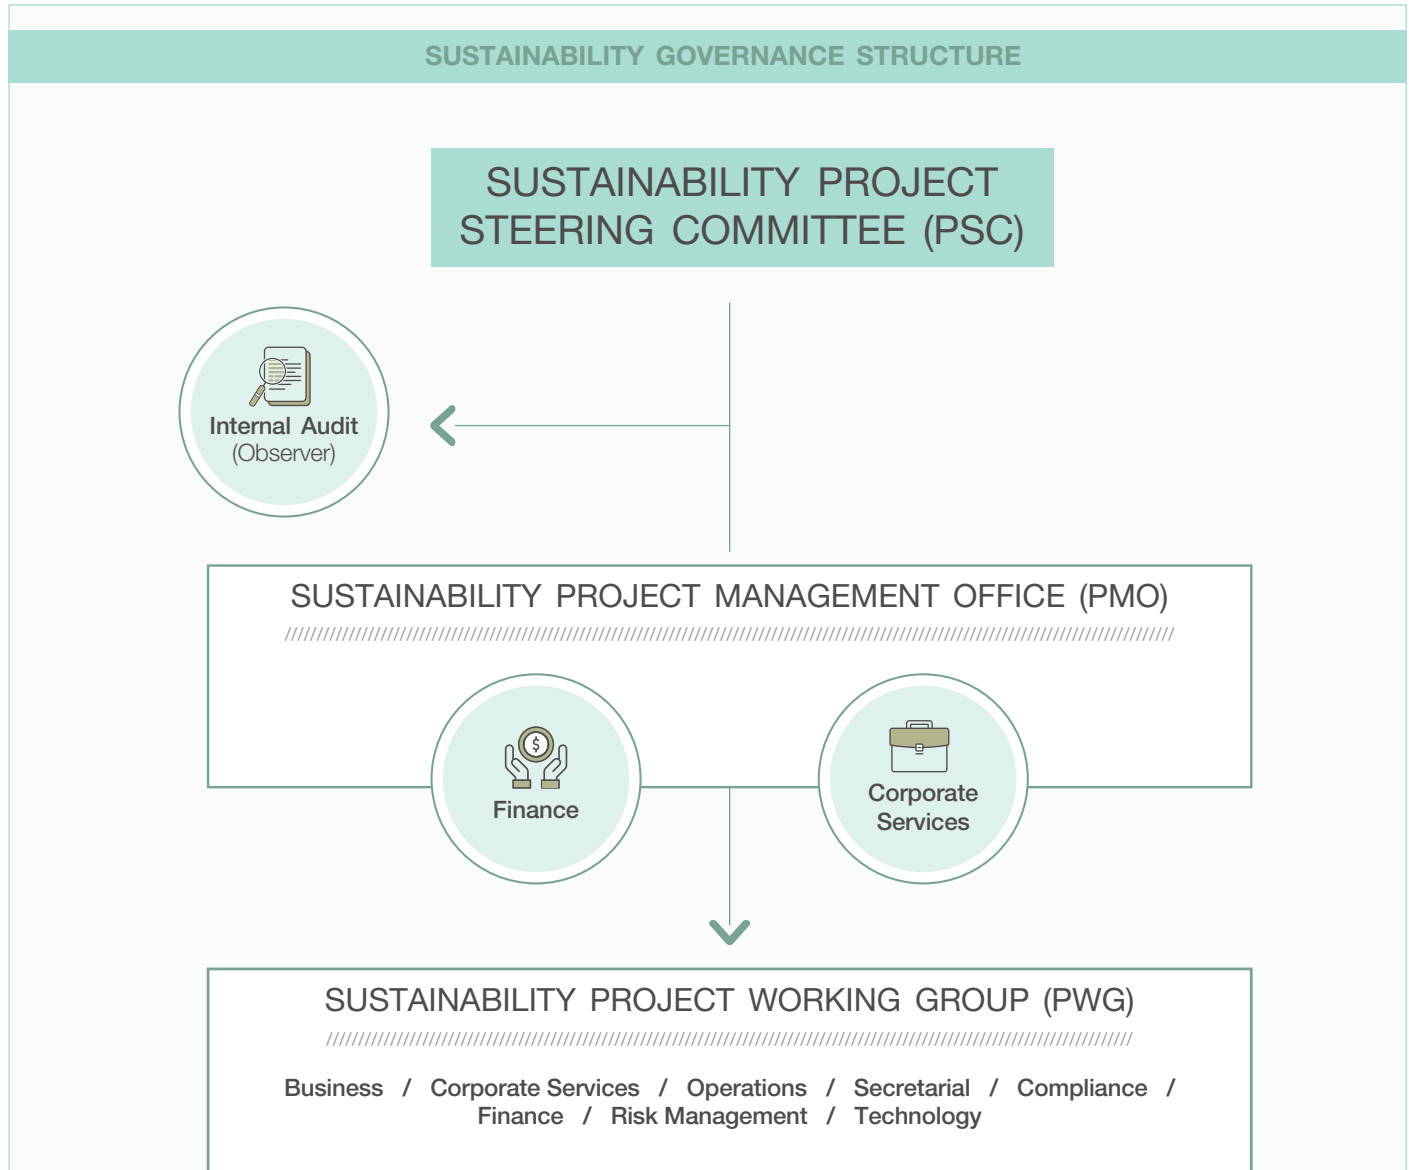 SUSTAINABILITY GOVERNANCE STRUCTURE
SUSTAINABILITY PROJECT
STEERING COMMITTEE (PSC)
Internal Audit
(Observer)
SUSTAINABILITY PROJECT MANAGEMENT OFFICE (PMO)
$
Finance
Corporate
Services
SUSTAINABILITY PROJECT WORKING GROUP (PWG)
Business / Corporate Services / Operations / Secretarial / Compliance /
Finance / Risk Management / Technology